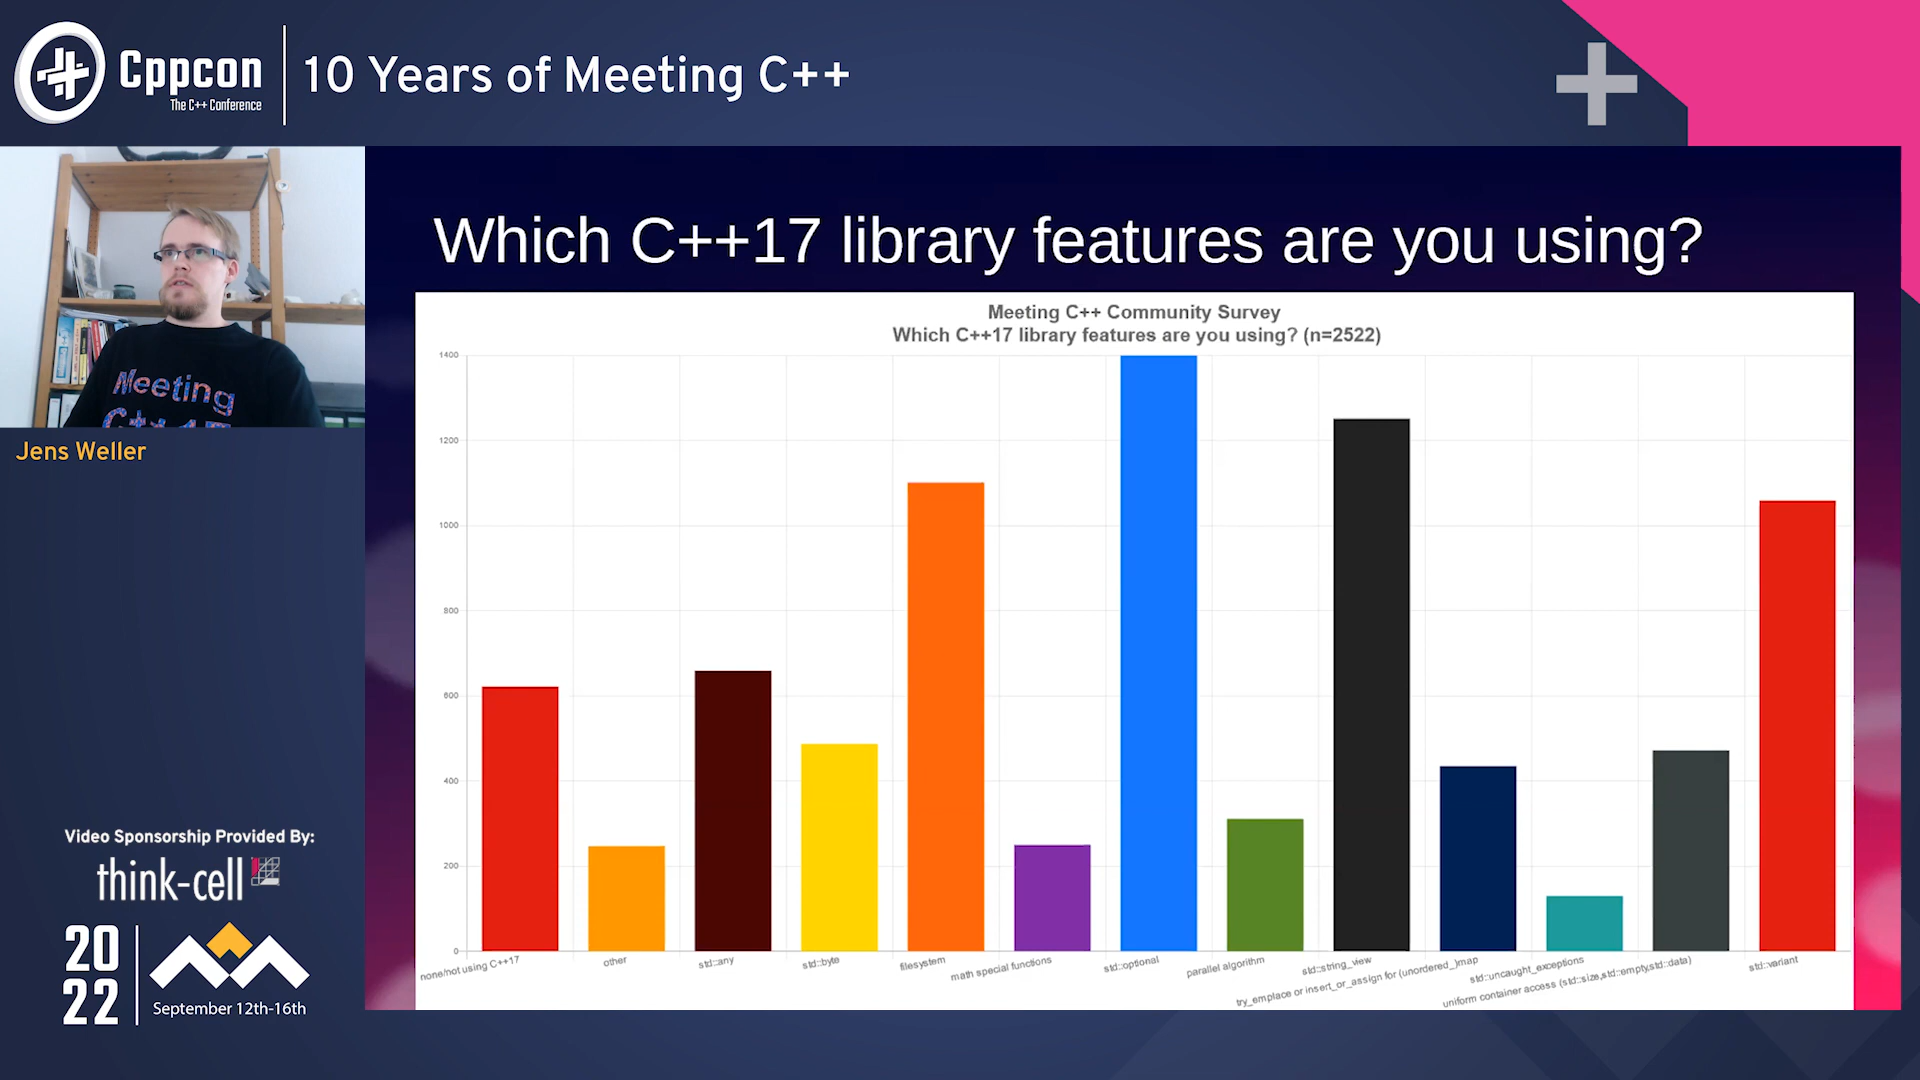 Cppcon
The C++ Conference
10 Years of Meeting C++
Meeting
C++17
Jens Weller
Which C++17 library features are you using?
Meeting C++ Community Survey
Which C++17 library features are you using? (n=2522)
1400
1200
1000
800
600
400
200
0
none/not using C++17
other
std::any
std::byte
filesystem
math special functions
std::optional
parallel algorithm
std::string_view
try_emplace or insert_or_assign for (unordered_)map
std::uncaught_exceptions
uniform container access (std::size,std::empty,std::data)
std::variant
Video Sponsorship Provided By:
think-cell
20
22
September 12th-16th